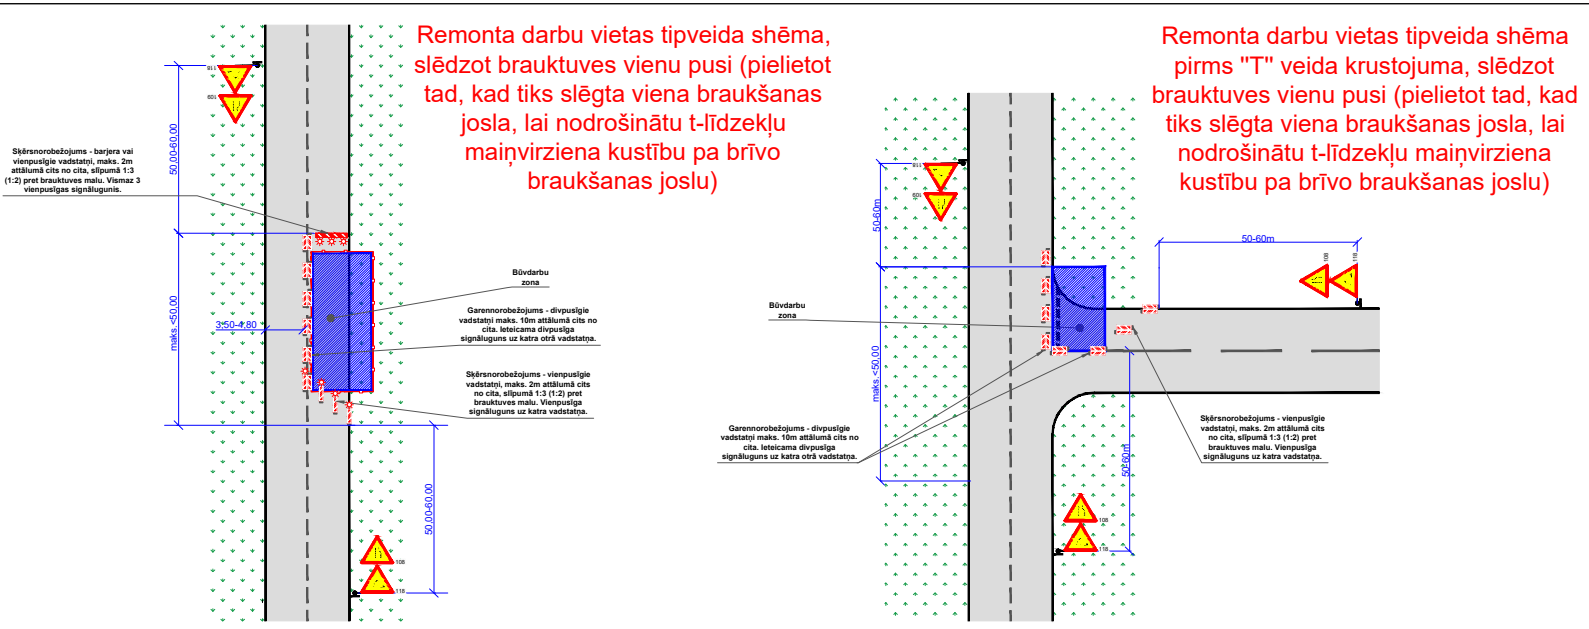 Remonta darbu vietas tipveida shēma,
slēdzot brauktuves vienu pusi (pielietot
tad, kad tiks slēgta viena braukšanas
josla, lai nodrošinātu t-līdzekļu
maiņvirziena kustību pa brīvo
braukšanas joslu)
118
109
50,00-60,00
Šķērsnorobežojums - barjera vai
vienpusīgie vadstatņi, maks. 2m
attālumā cits no cita, slīpumā 1:3
(1:2) pret brauktuves malu. Vismaz 3
vienpusīgas signālugunis.
maks.<50,00
3,50-4,80
Būvdarbu
zona
Garennorobežojums - divpusīgie
vadstatņi maks. 10m attālumā cits no
cita. Ieteicama divpusīga
signāluguns uz katra otrā vadstatņa.
Šķērsnorobežojums - vienpusīgie
vadstatņi, maks. 2m attālumā cits
no cita, slīpumā 1:3 (1:2) pret
brauktuves malu. Vienpusīga
signāluguns uz katra vadstatņa.
50,00-60,00
108
118
Remonta darbu vietas tipveida shēma
pirms "T" veida krustojuma, slēdzot
brauktuves vienu pusi (pielietot tad, kad
tiks slēgta viena braukšanas josla, lai
nodrošinātu t-līdzekļu maiņvirziena
kustību pa brīvo braukšanas joslu)
118
109
50-60m
50-60m
108
118
Būvdarbu
zona
maks.<50,00
Garennorobežojums - divpusīgie
vadstatņi maks. 10m attālumā cits no
cita. Ieteicama divpusīga
signāluguns uz katra otrā vadstatņa.
Šķērsnorobežojums - vienpusīgie
vadstatņi, maks. 2m attālumā cits
no cita, slīpumā 1:3 (1:2) pret
brauktuves malu. Vienpusīga
signāluguns uz katra vadstatņa.
50-60m
108
118